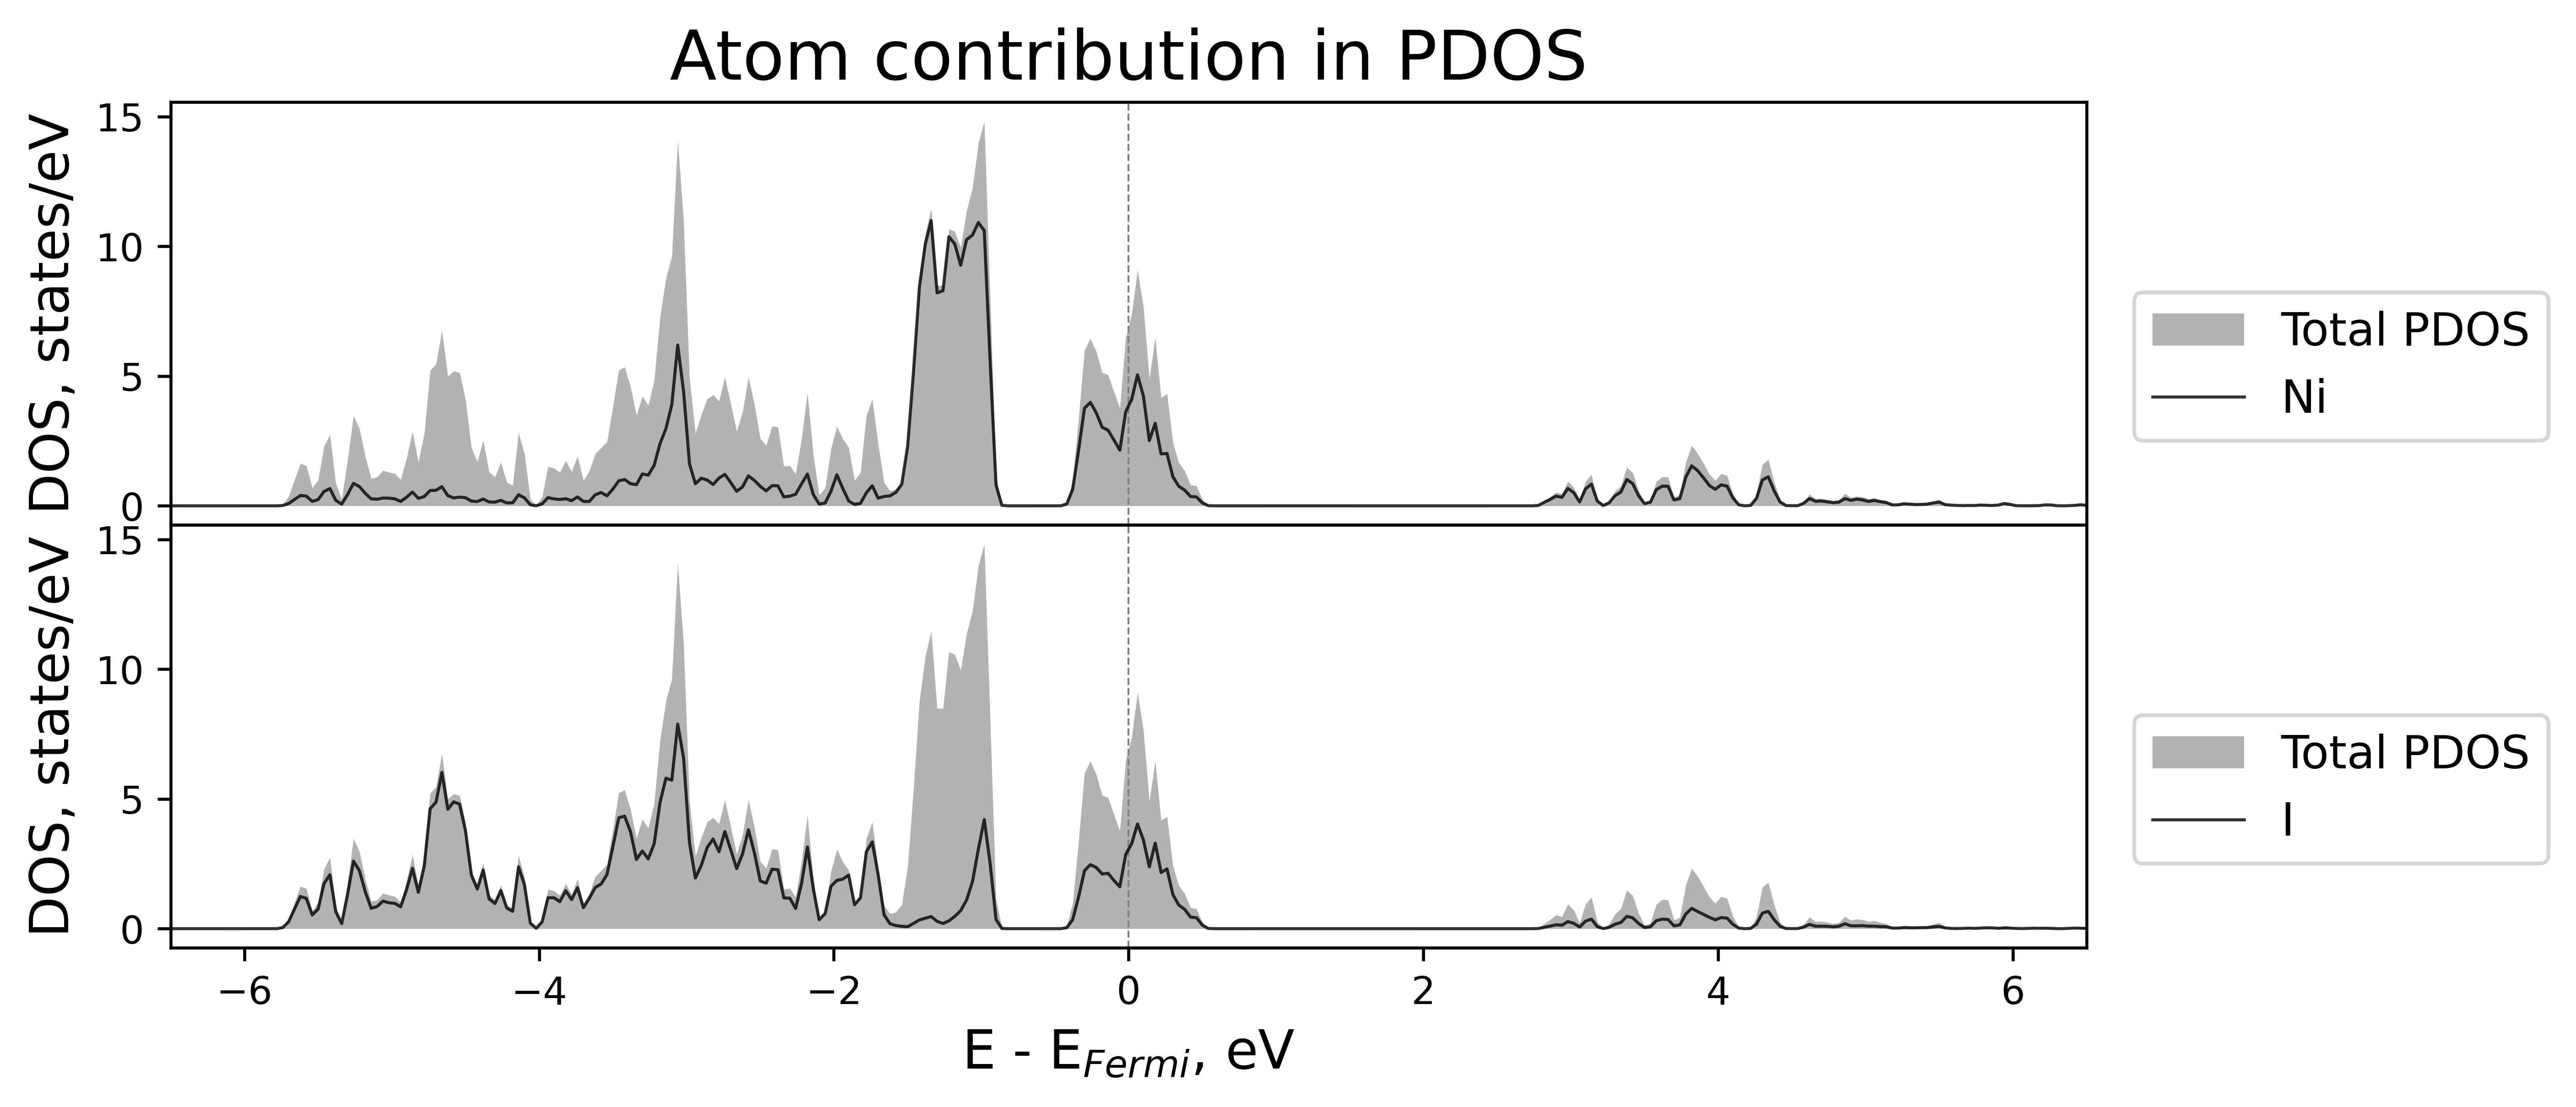 Atom contribution in PDOS
DOS, states/eV
15
10
5
0
Total PDOS
Ni
DOS, states/eV
15
10
5
0
Total PDOS
I
−6
−4
−2
0
2
4
6
E - E_Fermi, eV